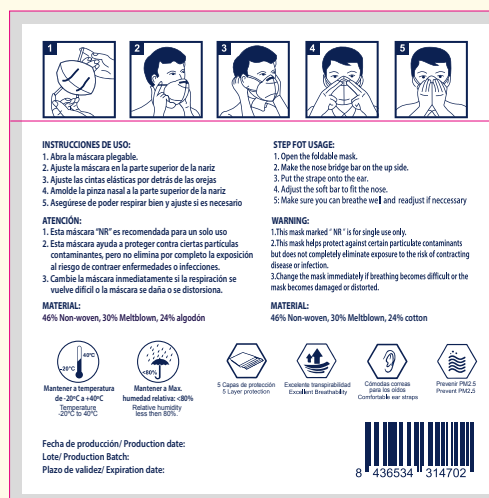 1
2
3
4
5
INSTRUCCIONES DE USO:
1. Abra la máscara plegable.
2. Ajuste la máscara en la parte superior de la nariz
3. Ajuste las cintas elásticas por detrás de las orejas
4. Amolde la pinza nasal a la parte superior de la nariz
5. Asegúrese de poder respirar bien y ajuste si es necesario
ATENCIÓN:
1. Esta máscara "NR" es recomendada para un solo uso
2. Esta máscara ayuda a proteger contra ciertas partículas
contaminantes, pero no elimina por completo la exposición
al riesgo de contraer enfermedades o infecciones.
3. Cambie la máscara inmediatamente si la respiración se
vuelve difícil o la máscara se daña o se distorsiona.
MATERIAL:
46% Non-woven, 30% Meltblown, 24% algodón
STEP FOT USAGE:
1. Open the foldable mask.
2. Make the nose bridge bar on the up side.
3. Put the strape onto the ear.
4. Adjust the soft bar to fit the nose.
5: Make sure you can breathe well and readjust if neccessary
WARNING:
1.This mask marked " NR " is for single use only.
2.This mask helps protect against certain particulate contaminants
but does not completely eliminate exposure to the risk of contracting
disease or infection.
3.Change the mask immediately if breathing becomes difficult or the
mask becomes damaged or distorted.
MATERIAL:
46% Non-woven, 30% Meltblown, 24% cotton
40ºC
-20ºC
Mantener a temperatura
de -20ºC a +40ºC
Temperature
-20ºC to 40ºC
<80%
Mantener a Max.
humedad relativa: <80%
Relative humidity
less then 80%.
5 Capas de protección
5 Layer protection
Excelente transpirabilidad
Excellent Breathability
Cómodas correas
para los oídos
Comfortable ear straps
Prevenir PM2.5
Prevent PM2,5
Fecha de producción/ Production date:
Lote/ Production Batch:
Plazo de validez/ Expiration date:
8 436534 314702